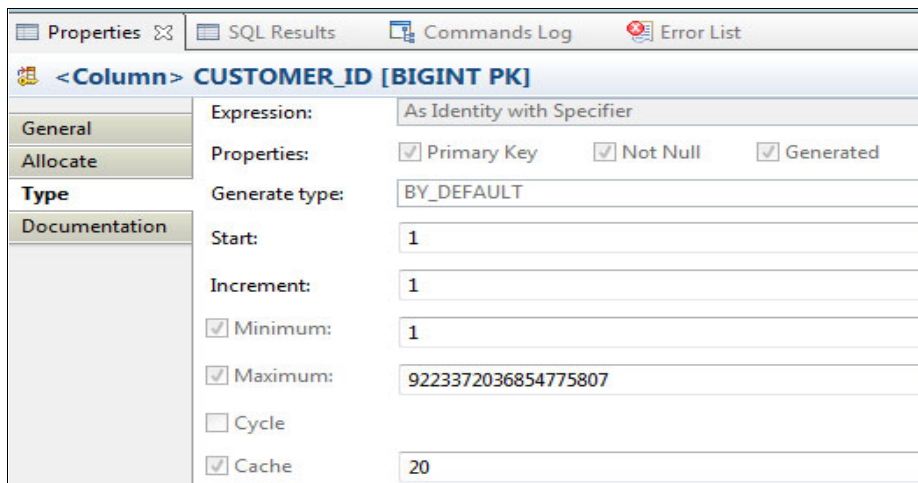 Properties SQL Results Commands Log Error List
<Column> CUSTOMER_ID [BIGINT PK]
General
Allocate
Type
Documentation
Expression: As Identity with Specifier
Properties: Primary Key Not Null Generated
Generate type: BY_DEFAULT
Start: 1
Increment: 1
Minimum: 1
Maximum: 9223372036854775807
Cycle
Cache 20